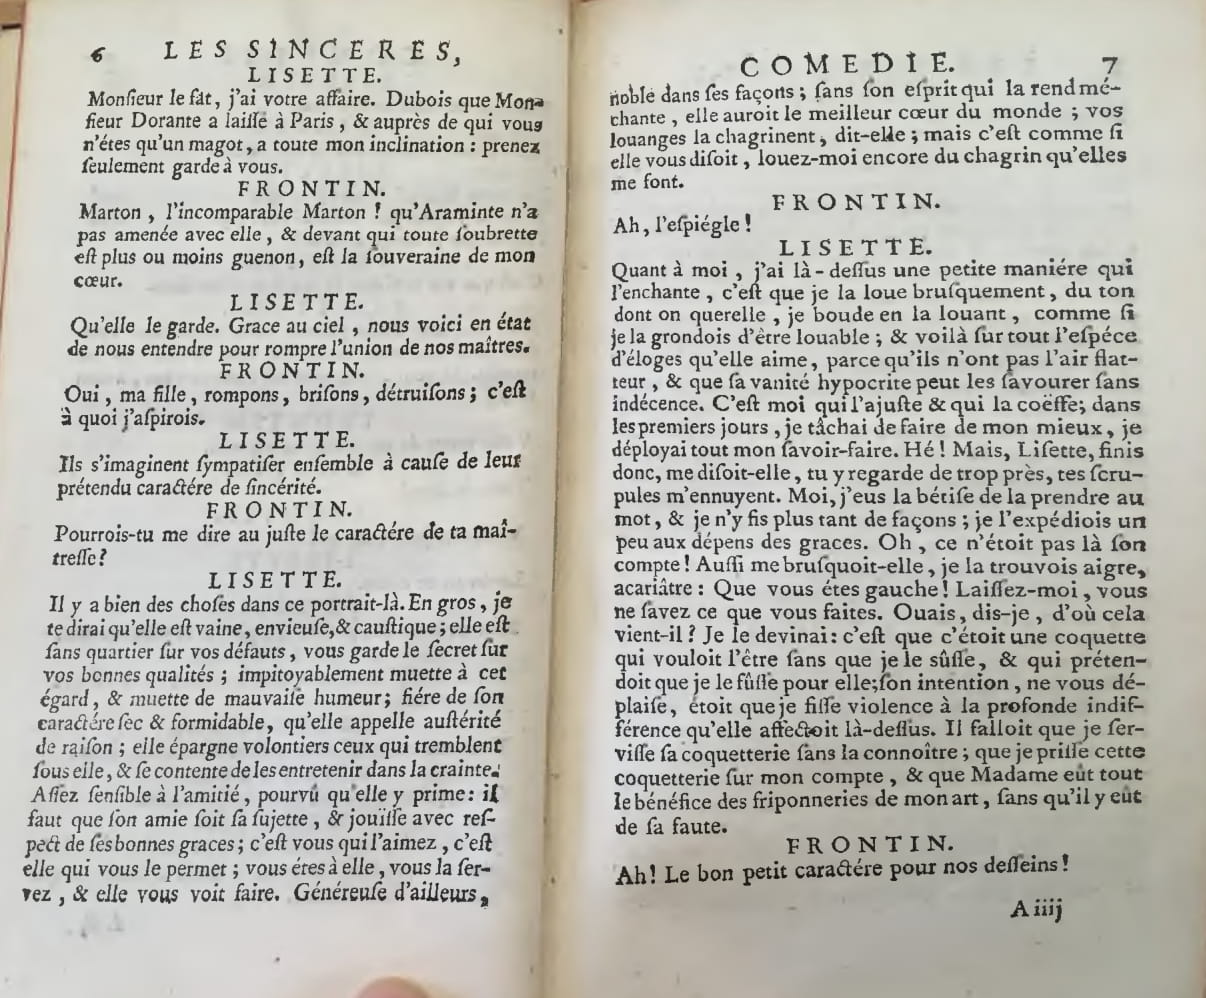 6 LES SINCERES,
LISETTE.
Monſieur le fat, j'ai votre affaire. Dubois que Mon-
ſieur Dorante a laiſſé à Paris, & auprès de qui vous
n'étes qu'un magot, a toute mon inclination : prenez
ſeulement garde à vous.
FRONTIN.
Marton, l'incomparable Marton ! qu'Araminte n'a
pas amenée avec elle, & devant qui toute ſoubrette
eſt plus ou moins guenon, eſt la ſouveraine de mon
cœur.
LISETTE.
Qu'elle le garde. Grace au ciel, nous voici en état
de nous entendre pour rompre l'union de nos maîtres.
FRONTIN.
Oui, ma fille, rompons, briſons, détruiſons ; c'eſt
à quoi j'aſpirois.
LISETTE.
Ils s'imaginent ſympatiſer enſemble à cauſe de leur
prétendu caractére de ſincérité.
FRONTIN.
Pourrois-tu me dire au juſte le caractére de ta maî-
treſſe ?
LISETTE.
Il y a bien des choſes dans ce portrait-là. En gros, je
te dirai qu'elle eſt vaine, envieuſe, & cauſtique ; elle eſt
ſans quartier ſur vos défauts, vous garde le ſecret ſur
vos bonnes qualités ; impitoyablement muette à cet
égard, & muette de mauvaiſe humeur ; fiére de ſon
caractére ſec & formidable, qu'elle appelle auſtérité
de raiſon ; elle épargne volontiers ceux qui tremblent
ſous elle, & ſe contente de les entretenir dans la crainte.
Aſſez ſenſible à l'amitié, pourvû qu'elle y prime : il
faut que ſon amie ſoit ſa ſujette, & jouïſſe avec reſ-
pect de ſes bonnes graces ; c'eſt vous qui l'aimez, c'eſt
elle qui vous le permet ; vous étes à elle, vous la ſer-
vez, & elle vous voit faire. Généreuſe d'ailleurs,
COMEDIE. 7
noble dans ſes façons ; ſans ſon eſprit qui la rend mé-
chante, elle auroit le meilleur cœur du monde ; vos
louanges la chagrinent, dit-elle ; mais c'eſt comme ſi
elle vous diſoit, louez-moi encore du chagrin qu'elles
me font.
FRONTIN.
Ah, l'eſpiégle !
LISETTE.
Quant à moi, j'ai là-deſſus une petite maniére qui
l'enchante, c'eſt que je la loue bruſquement, du ton
dont on querelle, je boude en la louant, comme ſi
je la grondois d'être louable ; & voilà ſur tout l'eſpéce
d'éloges qu'elle aime, parce qu'ils n'ont pas l'air flat-
teur, & que ſa vanité hypocrite peut les ſavourer ſans
indécence. C'eſt moi qui l'ajuſte & qui la coëffe; dans
les premiers jours, je tâchai de faire de mon mieux, je
déployai tout mon ſavoir-faire. Hé ! Mais, Liſette, finis
donc, me diſoit-elle, tu y regarde de trop près, tes ſcru-
pules m'ennuyent. Moi, j'eus la bétiſe de la prendre au
mot, & je n'y fis plus tant de façons ; je l'expédiois un
peu aux dépens des graces. Oh, ce n'étoit pas là ſon
compte ! Auſſi me bruſquoit-elle, je la trouvois aigre,
acariâtre : Que vous étes gauche ! Laiſſez-moi, vous
ne ſavez ce que vous faites. Ouais, dis-je, d'où cela
vient-il ? Je le devinai : c'eſt que c'étoit une coquette
qui vouloit l'être ſans que je le sûſſe, & qui préten-
doit que je le fûſſe pour elle; ſon intention, ne vous dé-
plaiſe, étoit que je fiſſe violence à la profonde indif-
férence qu'elle affectoit là-deſſus. Il falloit que je ſer-
viſſe ſa coquetterie ſans la connoître ; que je priſſe cette
coquetterie ſur mon compte, & que Madame eût tout
le bénéfice des friponneries de mon art, ſans qu'il y eût
de ſa faute.
FRONTIN.
Ah ! Le bon petit caractére pour nos deſſeins !
A iiij